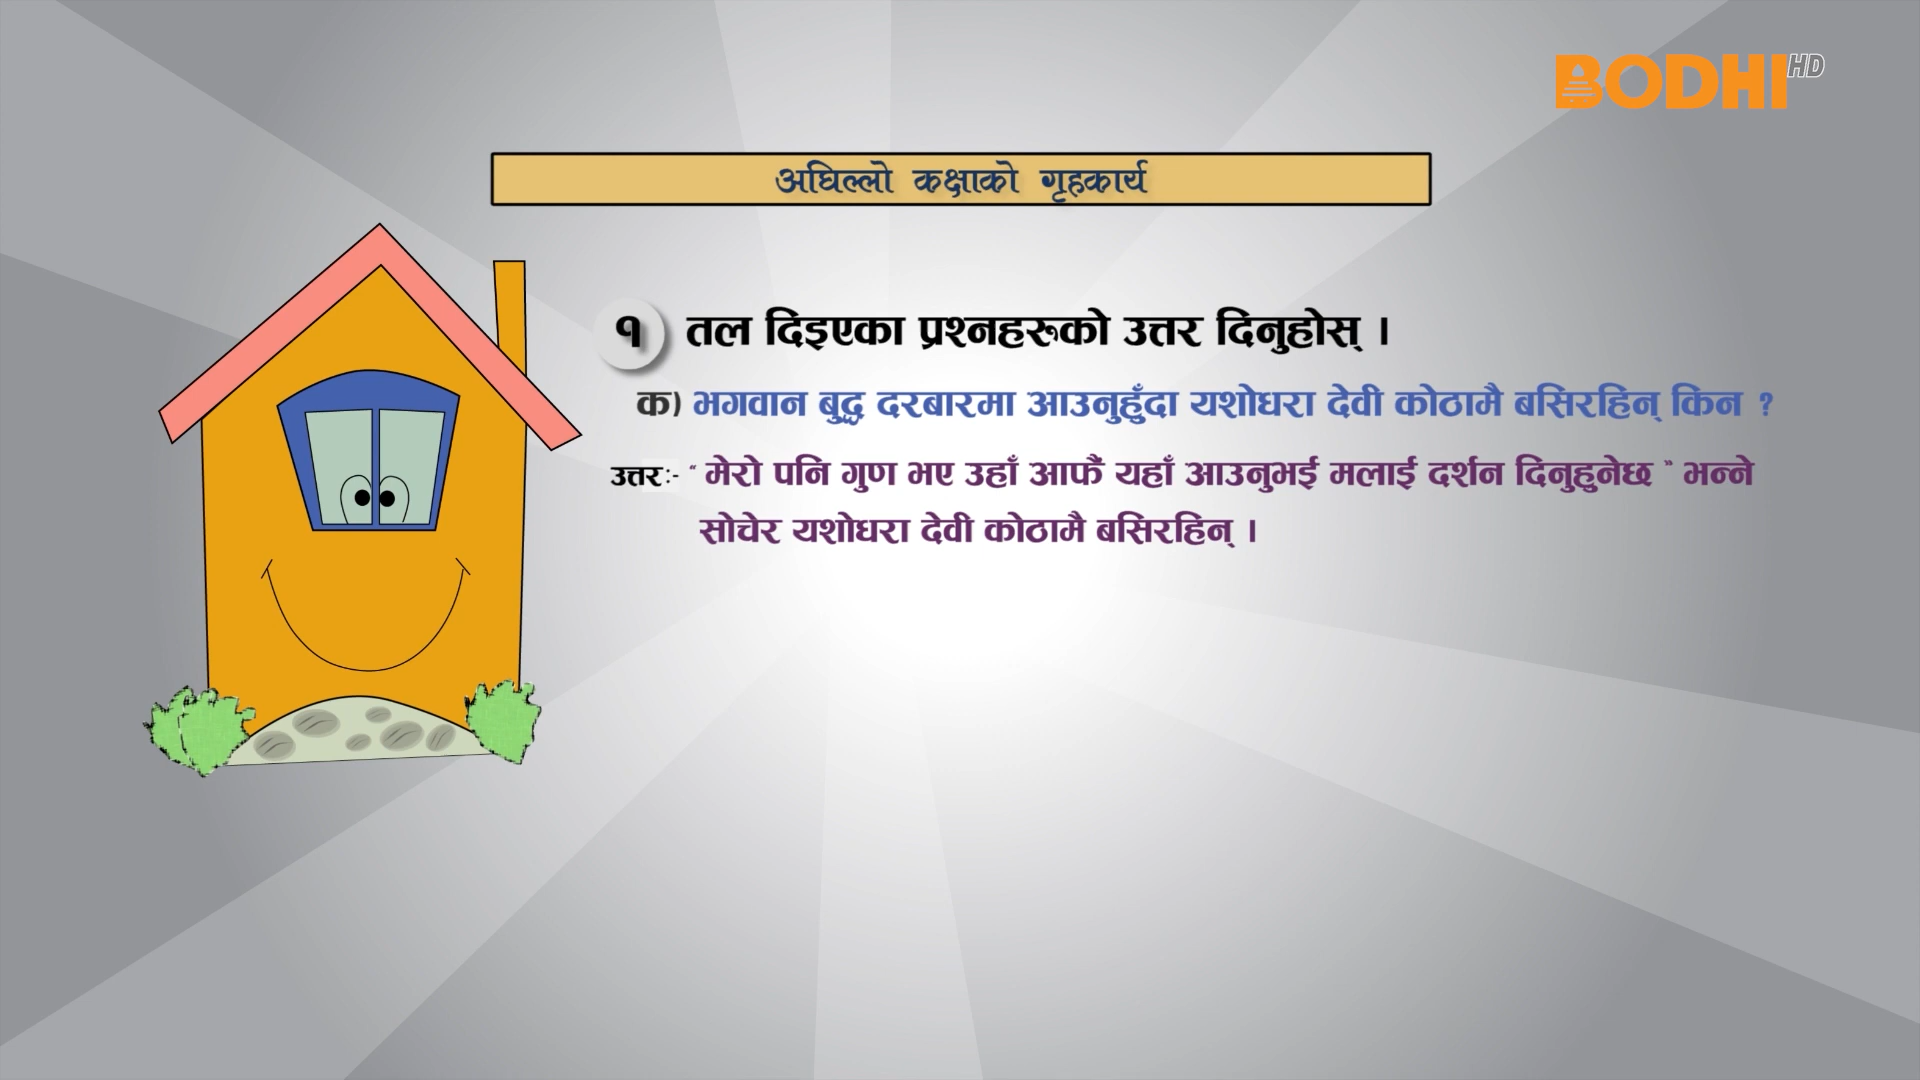 BODHI HD
अघिल्लो कक्षाको गृहकार्य
१ तल दिइएका प्रश्नहरुको उत्तर दिनुहोस् ।
क) भगवान बुद्ध दरबारमा आउनुहुँदा यशोधरा देवी कोठामै बसिरहिन् किन ?
उत्तरः- “ मेरो पनि गुण भए उहाँ आफैं यहाँ आउनुभई मलाई दर्शन दिनुहुनेछ ” भन्ने
सोचेर यशोधरा देवी कोठामै बसिरहिन् ।